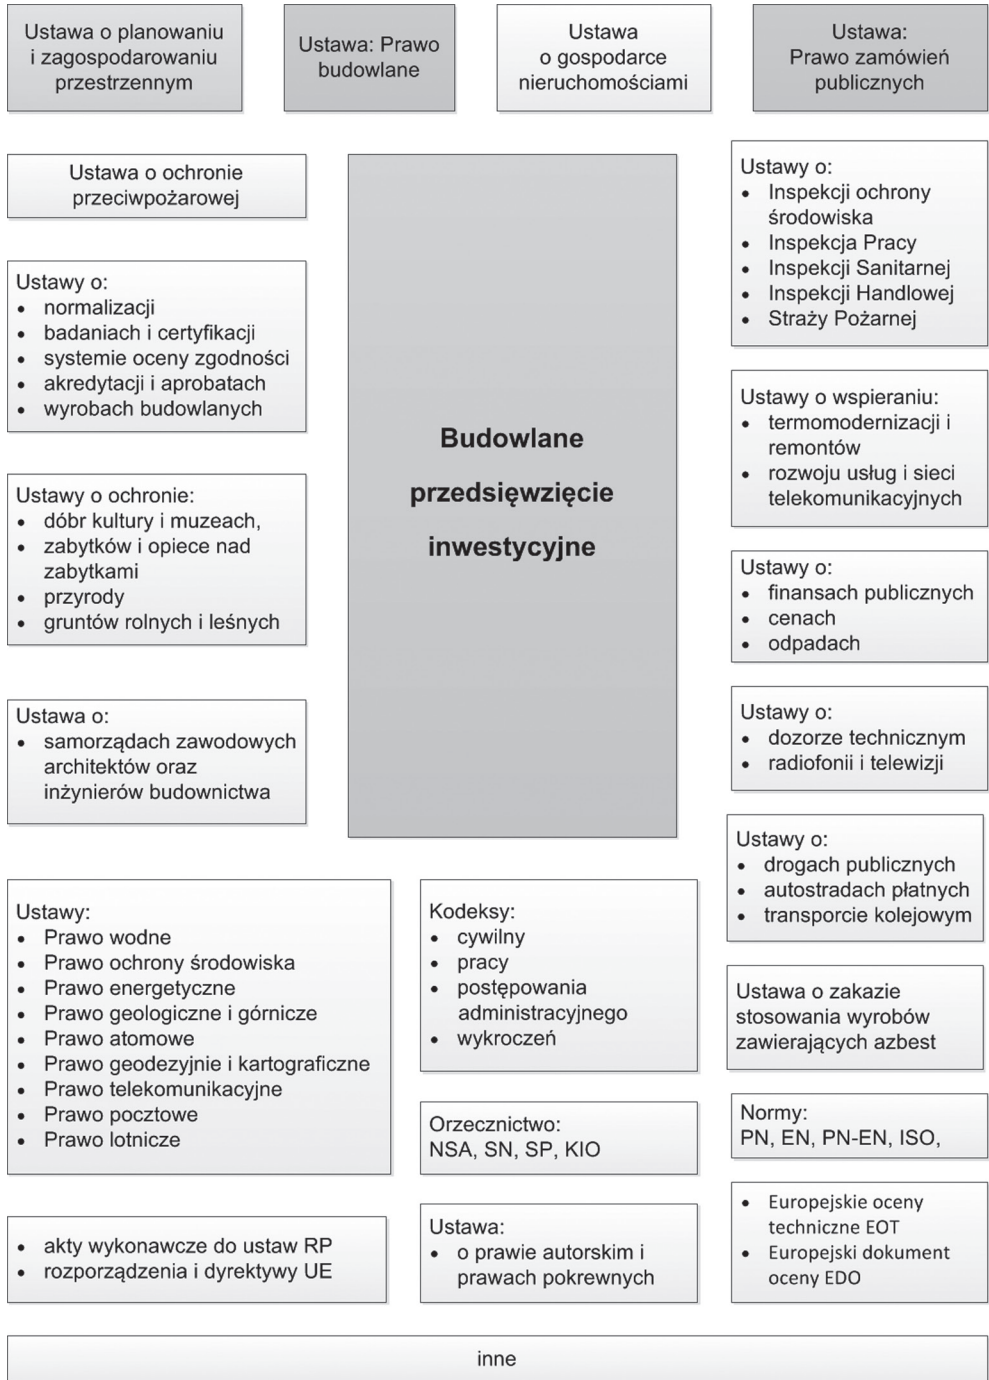 Ustawa o planowaniu
i zagospodarowaniu
przestrzennym
Ustawa: Prawo
budowlane
Ustawa
o gospodarce
nieruchomościami
Ustawa:
Prawo zamówień
publicznych
Ustawa o ochronie
przeciwpożarowej
Ustawy o:
• normalizacji
• badaniach i certyfikacji
• systemie oceny zgodności
• akredytacji i aprobatach
• wyrobach budowlanych
Ustawy o ochronie:
• dóbr kultury i muzeach,
• zabytków i opiece nad
zabytkami
• przyrody
• gruntów rolnych i leśnych
Ustawa o:
• samorządach zawodowych
architektów oraz
inżynierów budownictwa
Budowlane
przedsięwzięcie
inwestycyjne
Ustawy o:
• Inspekcji ochrony
środowiska
• Inspekcja Pracy
• Inspekcji Sanitarnej
• Inspekcji Handlowej
• Straży Pożarnej
Ustawy o wspieraniu:
• termomodernizacji i
remontów
• rozwoju usług i sieci
telekomunikacyjnych
Ustawy o:
• finansach publicznych
• cenach
• odpadach
Ustawy o:
• dozorze technicznym
• radiofonii i telewizji
Ustawy o:
• drogach publicznych
• autostradach płatnych
• transporcie kolejowym
Ustawy:
• Prawo wodne
• Prawo ochrony środowiska
• Prawo energetyczne
• Prawo geologiczne i górnicze
• Prawo atomowe
• Prawo geodezyjnie i kartograficzne
• Prawo telekomunikacyjne
• Prawo pocztowe
• Prawo lotnicze
Kodeksy:
• cywilny
• pracy
• postępowania
administracyjnego
• wykroczeń
Ustawa o zakazie
stosowania wyrobów
zawierających azbest
Orzecznictwo:
NSA, SN, SP, KIO
Normy:
PN, EN, PN-EN, ISO,
• akty wykonawcze do ustaw RP
• rozporządzenia i dyrektywy UE
Ustawa:
• o prawie autorskim i
prawach pokrewnych
• Europejskie oceny
techniczne EOT
• Europejski dokument
oceny EDO
inne